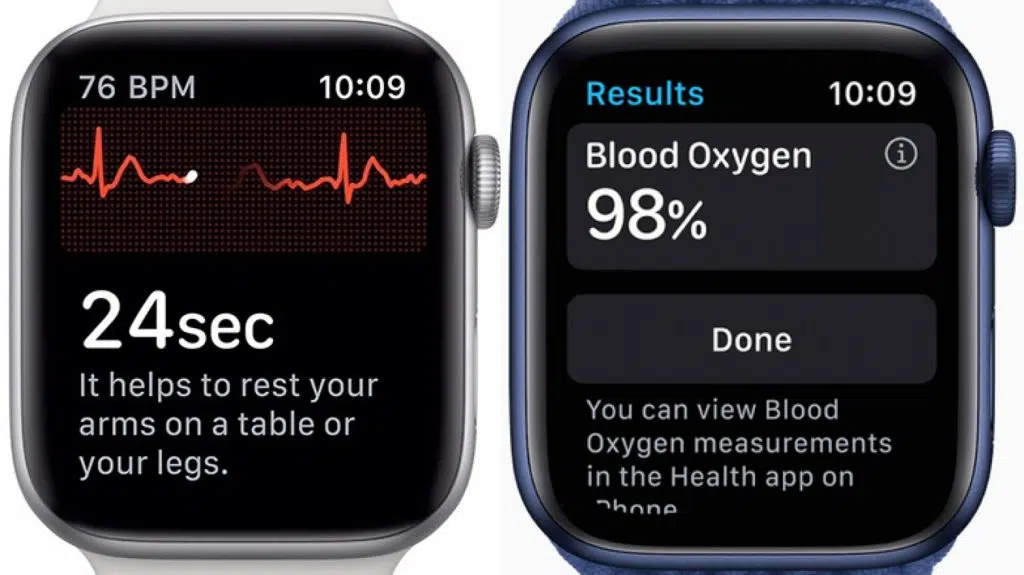 76 BPM 10:09
24sec
It helps to rest your
arms on a table or
your legs.
Results 10:09
Blood Oxygen
98%
Done
You can view Blood
Oxygen measurements
in the Health app on